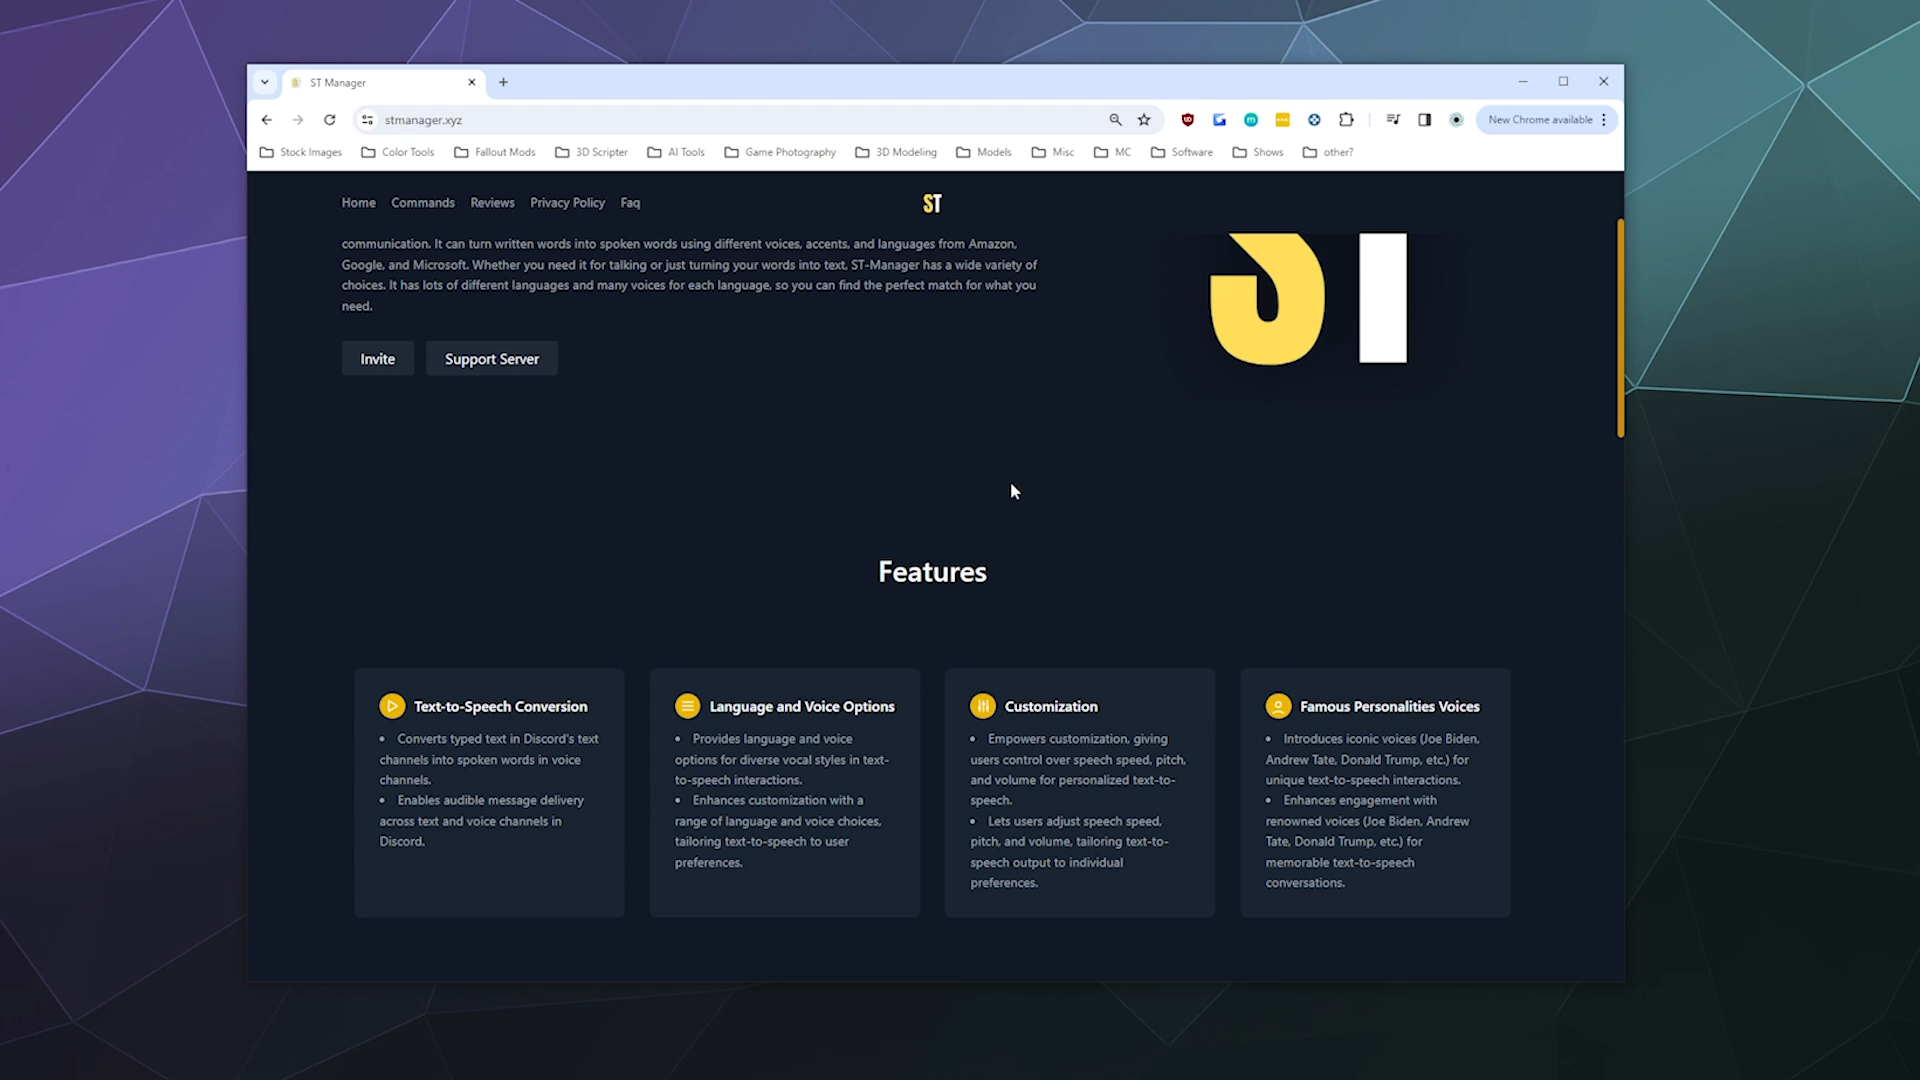 ST Manager
stmanager.xyz
New Chrome available
Stock Images Color Tools Fallout Mods 3D Scripter AI Tools Game Photography 3D Modeling Models Misc MC Software Shows other?
Home Commands Reviews Privacy Policy Faq
ST
communication. It can turn written words into spoken words using different voices, accents, and languages from Amazon,
Google, and Microsoft. Whether you need it for talking or just turning your words into text, ST-Manager has a wide variety of
choices. It has lots of different languages and many voices for each language, so you can find the perfect match for what you
need.
ST
Invite Support Server
Features
Text-to-Speech Conversion
• Converts typed text in Discord's text
channels into spoken words in voice
channels.
• Enables audible message delivery
across text and voice channels in
Discord.
Language and Voice Options
• Provides language and voice
options for diverse vocal styles in text-
to-speech interactions.
• Enhances customization with a
range of language and voice choices,
tailoring text-to-speech to user
preferences.
Customization
• Empowers customization, giving
users control over speech speed, pitch,
and volume for personalized text-to-
speech.
• Lets users adjust speech speed,
pitch, and volume, tailoring text-to-
speech output to individual
preferences.
Famous Personalities Voices
• Introduces iconic voices (Joe Biden,
Andrew Tate, Donald Trump, etc.) for
unique text-to-speech interactions.
• Enhances engagement with
renowned voices (Joe Biden, Andrew
Tate, Donald Trump, etc.) for
memorable text-to-speech
conversations.